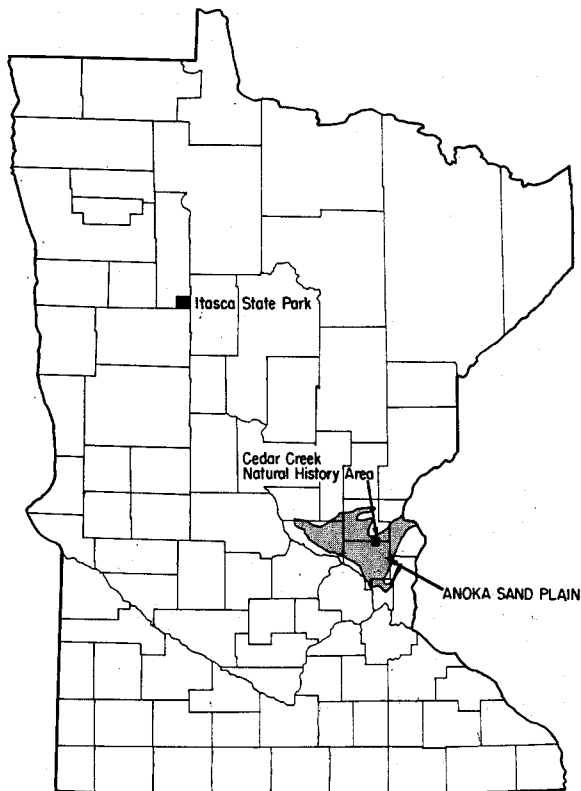 Itasca State Park
Cedar Creek
Natural History Area
ANOKA SAND PLAIN